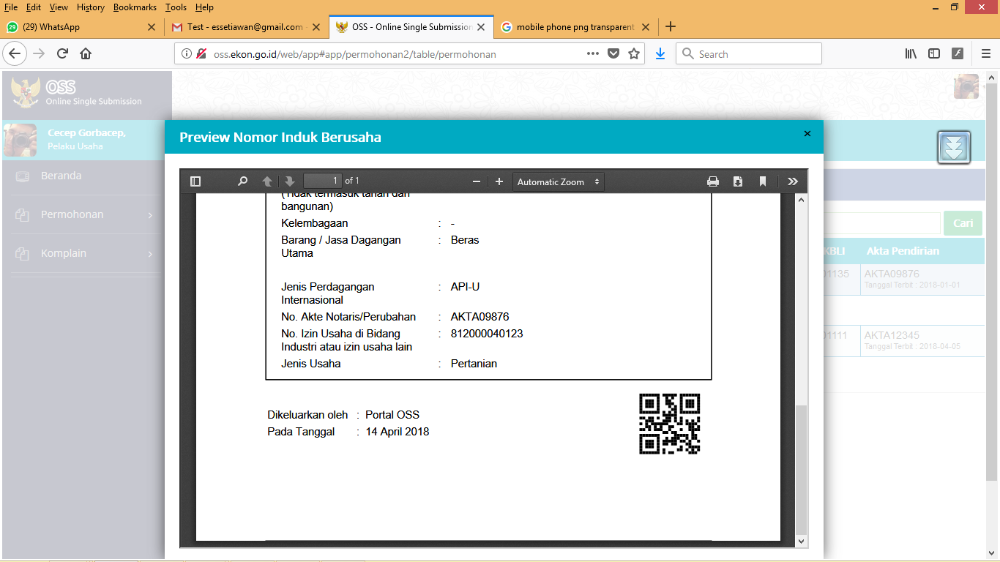 File Edit View History Bookmarks Tools Help
(29) WhatsApp
Test - essetiawan@gmail.com -
OSS - Online Single Submission
mobile phone png transparent
oss.ekon.go.id/web/app#app/permohonan2/table/permohonan
Search
OSS
Online Single Submission
Cecep Gorbacep,
Pelaku Usaha
Beranda
Permohonan
Komplain
Preview Nomor Induk Berusaha
1 of 1
Automatic Zoom
(Tidak termasuk tanah dan
bangunan)
Kelembagaan : -
Barang / Jasa Dagangan : Beras
Utama
Jenis Perdagangan : API-U
Internasional
No. Akte Notaris/Perubahan : AKTA09876
No. Izin Usaha di Bidang : 812000040123
Industri atau izin usaha lain
Jenis Usaha : Pertanian
Dikeluarkan oleh : Portal OSS
Pada Tanggal : 14 April 2018
Cari
KBLI Akta Pendirian
01135 AKTA09876
Tanggal Terbit : 2018-01-01
01111 AKTA12345
Tanggal Terbit : 2018-04-05